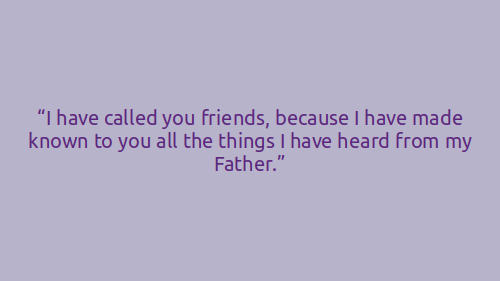 “I have called you friends, because I have made
known to you all the things I have heard from my
Father.”